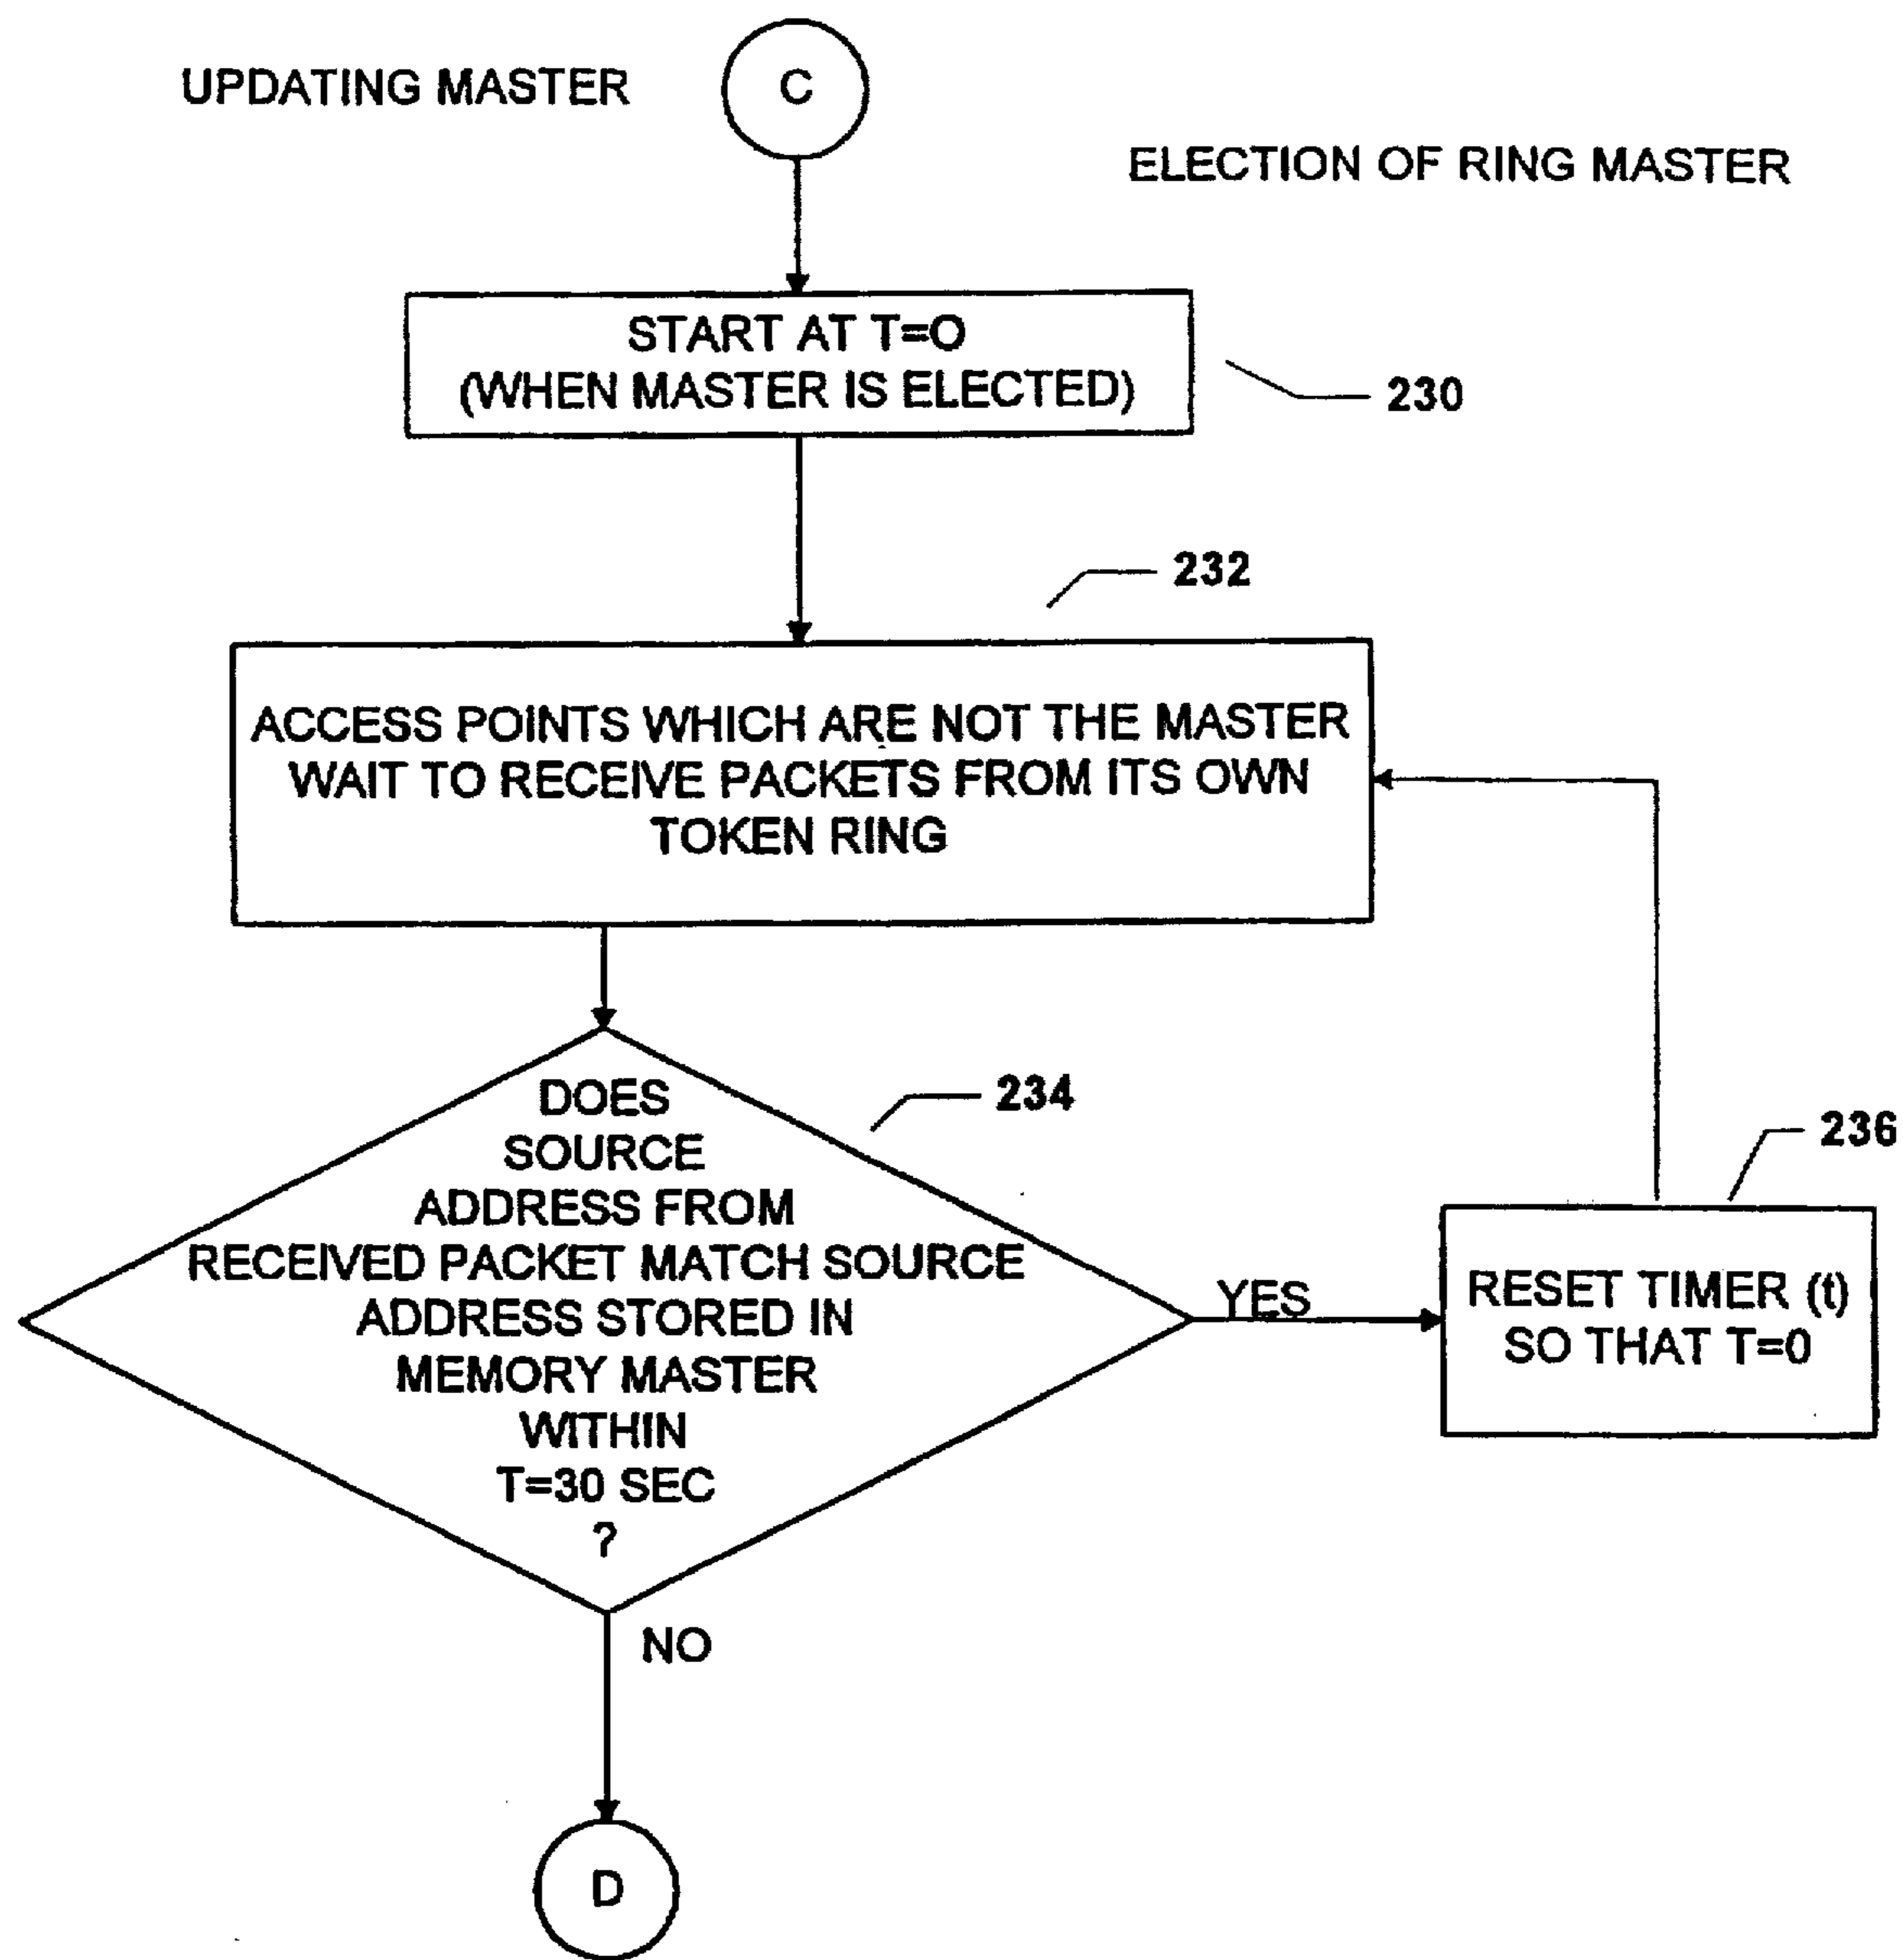 UPDATING MASTER
C
ELECTION OF RING MASTER
START AT T=O
(WHEN MASTER IS ELECTED)
230
232
ACCESS POINTS WHICH ARE NOT THE MASTER
WAIT TO RECEIVE PACKETS FROM ITS OWN
TOKEN RING
234
DOES
SOURCE
ADDRESS FROM
RECEIVED PACKET MATCH SOURCE
ADDRESS STORED IN
MEMORY MASTER
WITHIN
T=30 SEC
?
YES
236
RESET TIMER (t)
SO THAT T=0
NO
D